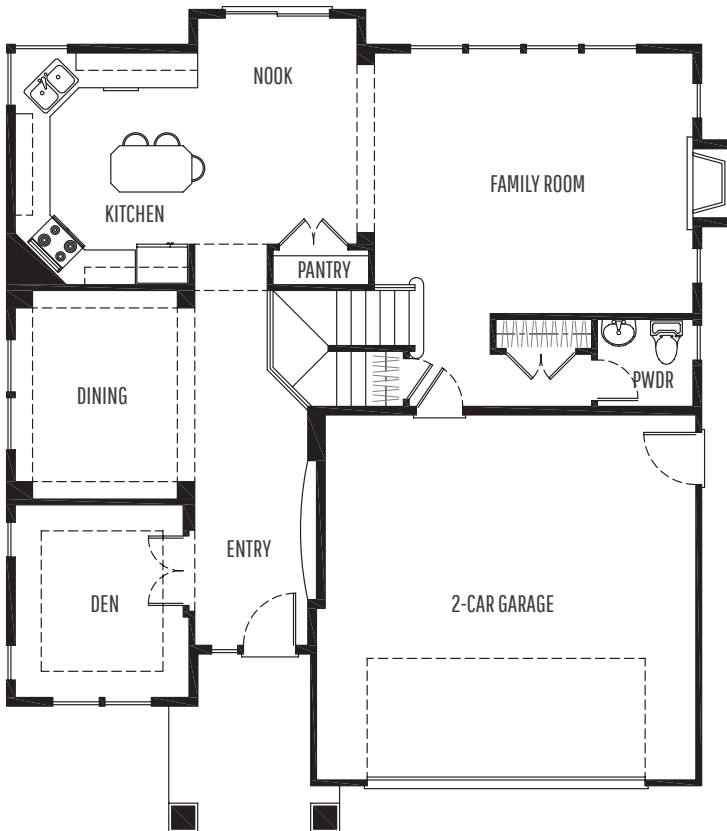 NOOK
FAMILY ROOM
KITCHEN
PANTRY
PWDR
DINING
ENTRY
DEN
2-CAR GARAGE